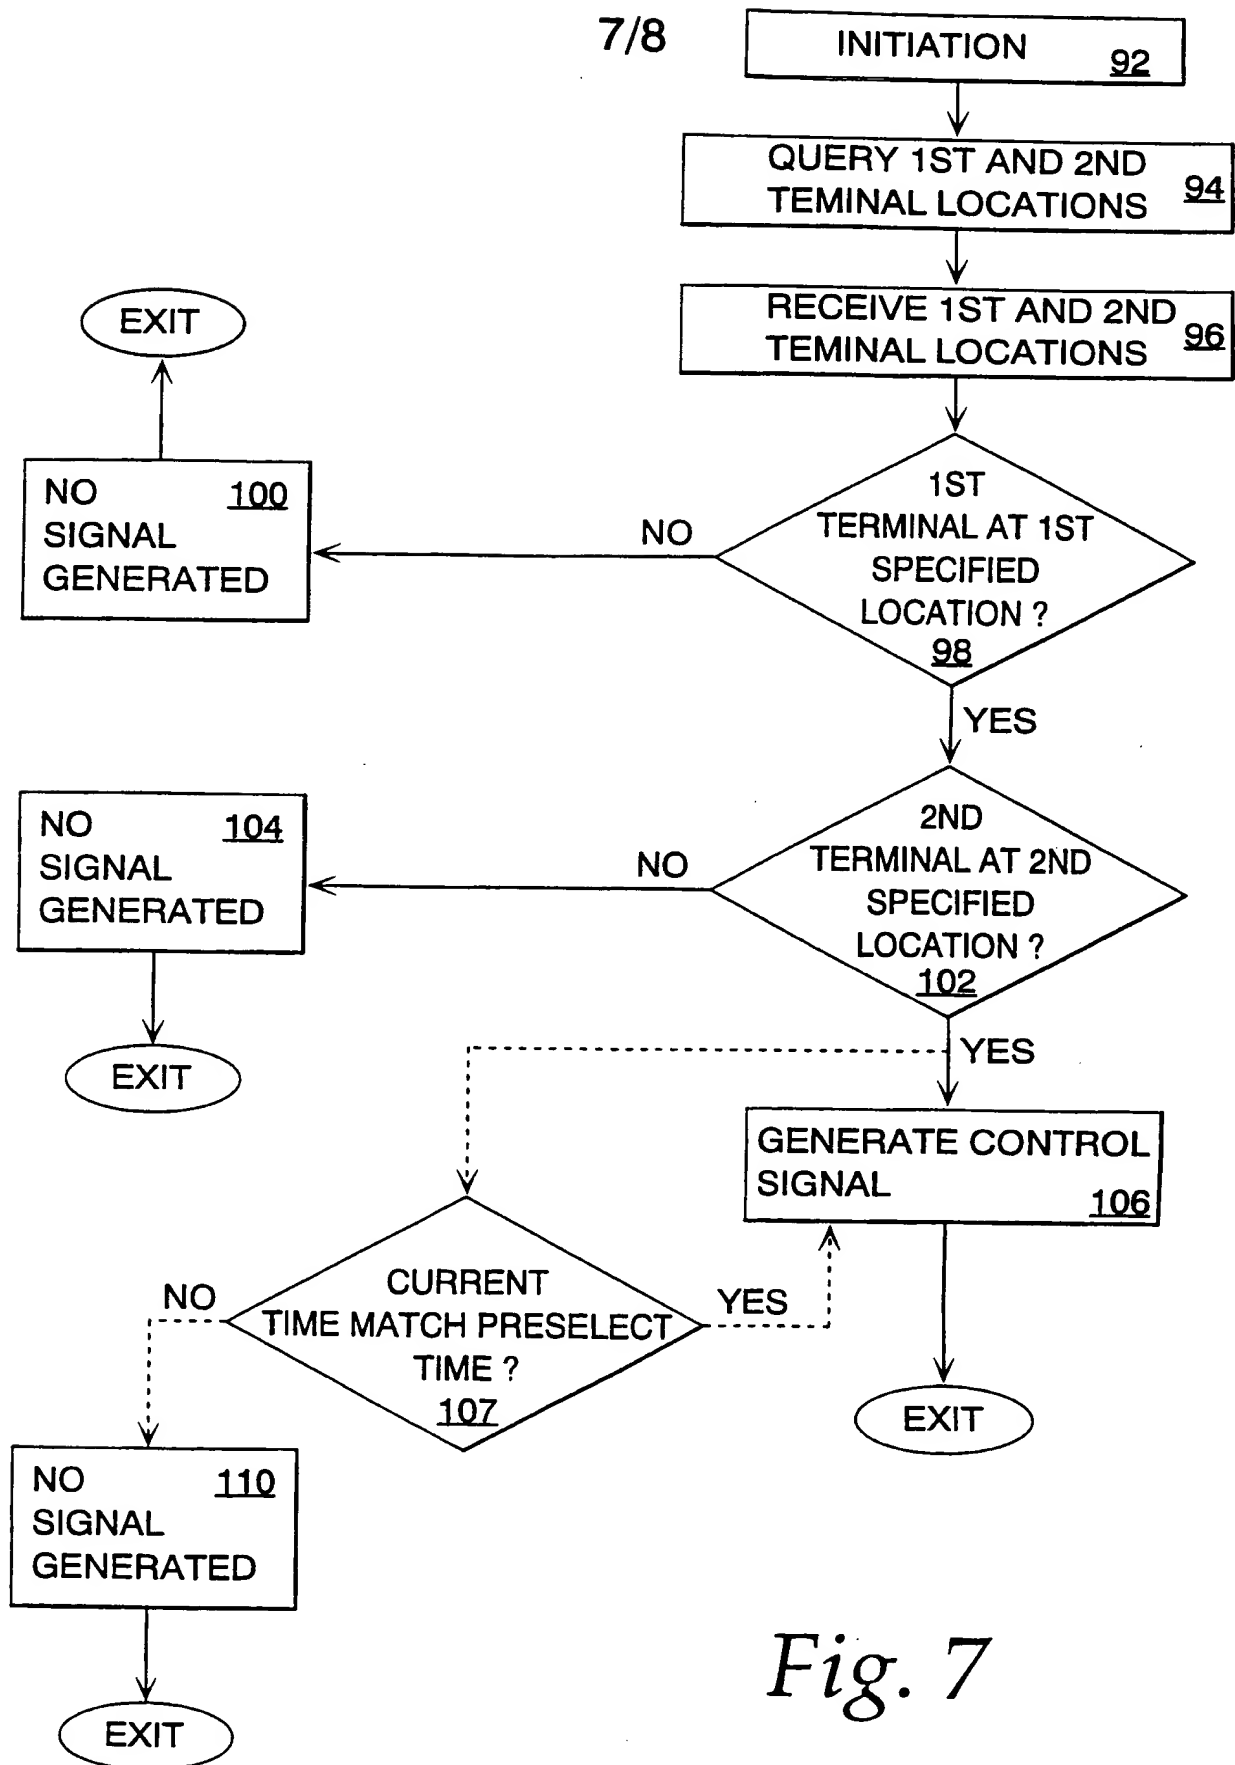 7/8
INITIATION 92
QUERY 1ST AND 2ND
TEMINAL LOCATIONS 94
RECEIVE 1ST AND 2ND
TEMINAL LOCATIONS 96
EXIT
1ST
TERMINAL AT 1ST
SPECIFIED
LOCATION ?
98
NO
NO 100
SIGNAL
GENERATED
YES
2ND
TERMINAL AT 2ND
SPECIFIED
LOCATION ?
102
NO
NO 104
SIGNAL
GENERATED
EXIT
YES
GENERATE CONTROL
SIGNAL 106
CURRENT
TIME MATCH PRESELECT
TIME ?
107
NO
YES
EXIT
NO 110
SIGNAL
GENERATED
EXIT
Fig. 7